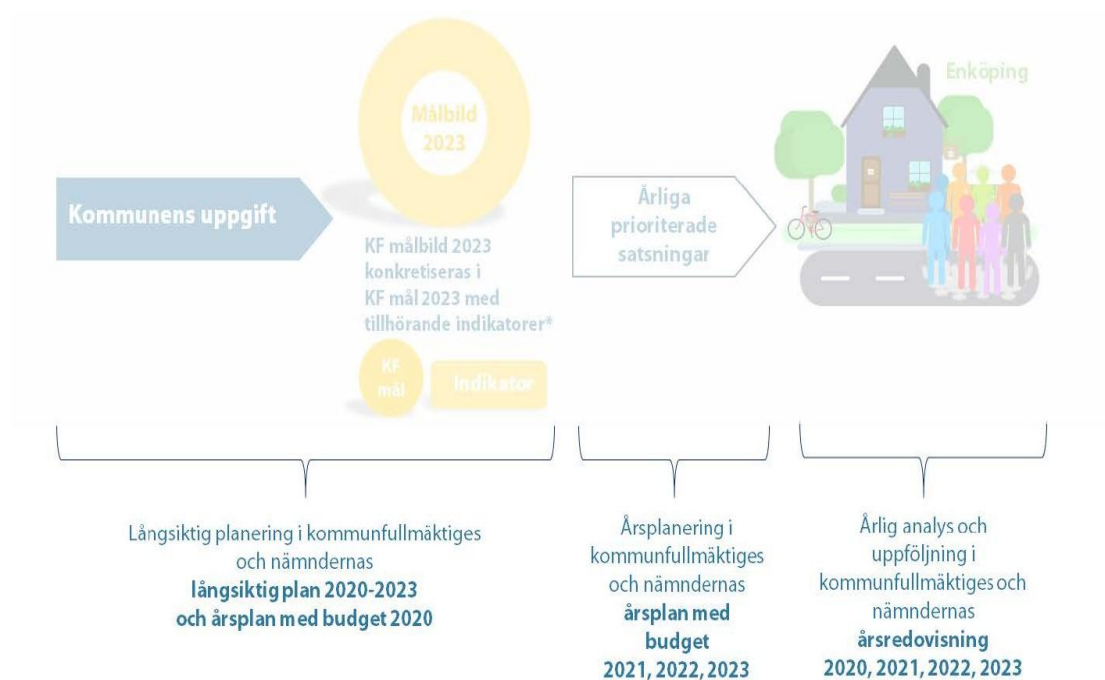 Målbild
2023
Enköping
Kommunens uppgift
Årliga
prioriterade
satsningar
KF målbild 2023
konkretiseras i
KF mål 2023 med
tillhörande indikatorer*
KF
mål
Indikator
Långsiktig planering i kommunfullmäktiges
och nämndernas
långsiktig plan 2020-2023
och årsplan med budget 2020
Årsplanering i
kommunfullmäktiges
och nämndernas
årsplan med
budget
2021, 2022, 2023
Årlig analys och
uppföljning i
kommunfullmäktiges och
nämndernas
årsredovisning
2020, 2021, 2022, 2023